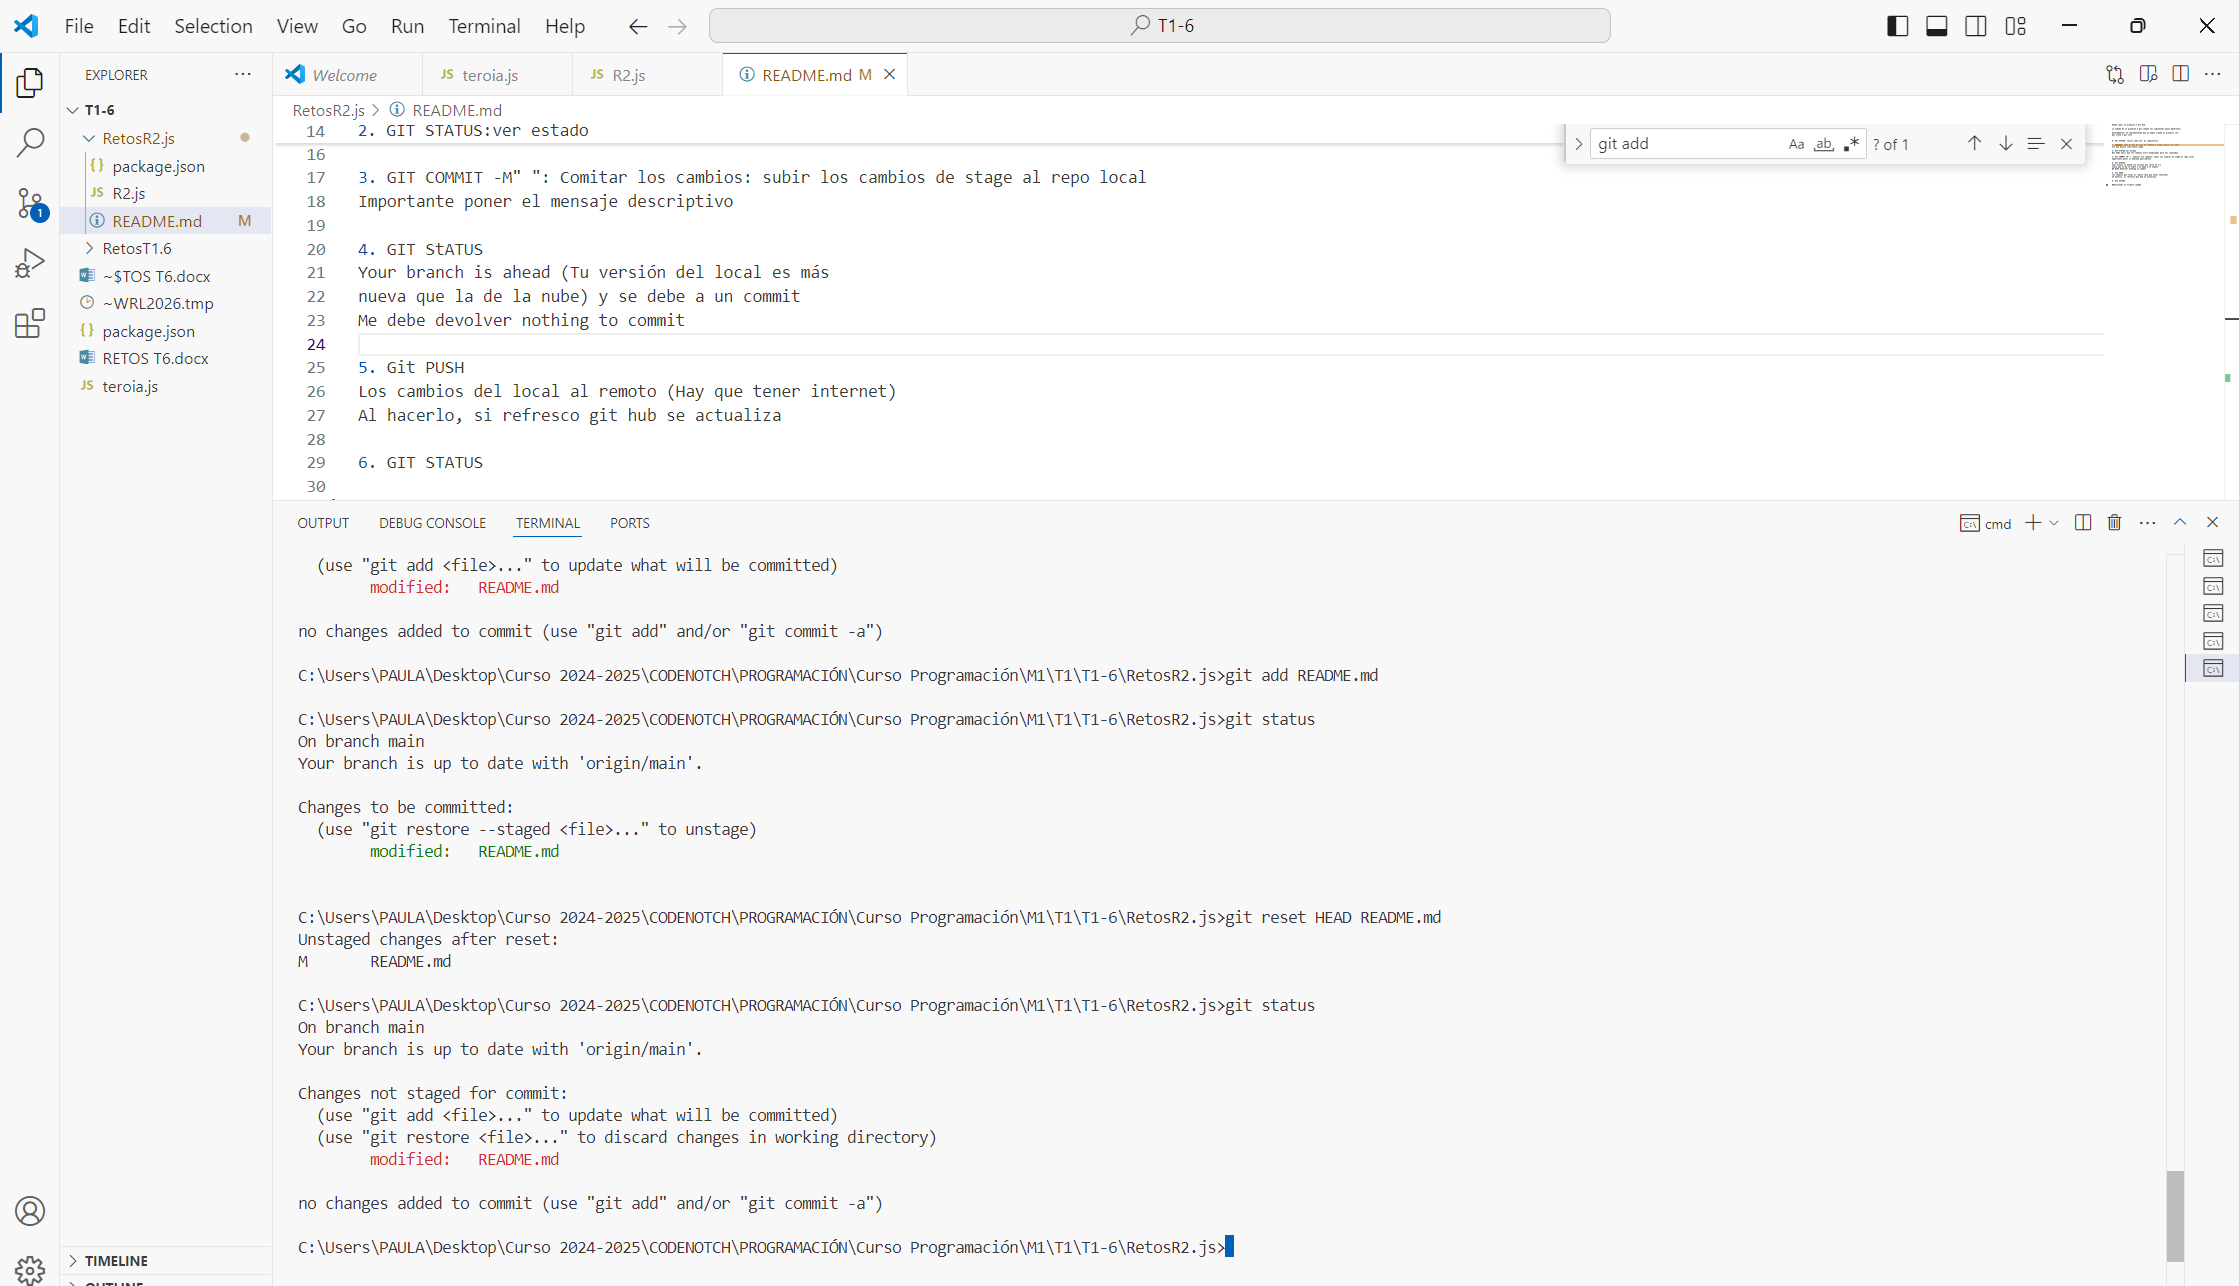 File Edit Selection View Go Run Terminal Help
T1-6
EXPLORER
T1-6
RetosR2.js
package.json
R2.js
README.md M
RetosT1.6
~$TOS T6.docx
~WRL2026.tmp
package.json
RETOS T6.docx
teroia.js
TIMELINE
OUTLINE
1
Welcome
JS teroia.js
JS R2.js
README.md M
RetosR2.js > README.md
git add
Aa ab .* ? of 1
14 2. GIT STATUS:ver estado
16
17 3. GIT COMMIT -M" ": Comitar los cambios: subir los cambios de stage al repo local
18 Importante poner el mensaje descriptivo
19
20 4. GIT StATUS
21 Your branch is ahead (Tu versión del local es más
22 nueva que la de la nube) y se debe a un commit
23 Me debe devolver nothing to commit
24
25 5. Git PUSH
26 Los cambios del local al remoto (Hay que tener internet)
27 Al hacerlo, si refresco git hub se actualiza
28
29 6. GIT STATUS
30
OUTPUT DEBUG CONSOLE TERMINAL PORTS
cmd
(use "git add <file>..." to update what will be committed)
modified: README.md
no changes added to commit (use "git add" and/or "git commit -a")
C:\Users\PAULA\Desktop\Curso 2024-2025\CODENOTCH\PROGRAMACIÓN\Curso Programación\M1\T1\T1-6\RetosR2.js>git add README.md
C:\Users\PAULA\Desktop\Curso 2024-2025\CODENOTCH\PROGRAMACIÓN\Curso Programación\M1\T1\T1-6\RetosR2.js>git status
On branch main
Your branch is up to date with 'origin/main'.
Changes to be committed:
(use "git restore --staged <file>..." to unstage)
modified: README.md
C:\Users\PAULA\Desktop\Curso 2024-2025\CODENOTCH\PROGRAMACIÓN\Curso Programación\M1\T1\T1-6\RetosR2.js>git reset HEAD README.md
Unstaged changes after reset:
M README.md
C:\Users\PAULA\Desktop\Curso 2024-2025\CODENOTCH\PROGRAMACIÓN\Curso Programación\M1\T1\T1-6\RetosR2.js>git status
On branch main
Your branch is up to date with 'origin/main'.
Changes not staged for commit:
(use "git add <file>..." to update what will be committed)
(use "git restore <file>..." to discard changes in working directory)
modified: README.md
no changes added to commit (use "git add" and/or "git commit -a")
C:\Users\PAULA\Desktop\Curso 2024-2025\CODENOTCH\PROGRAMACIÓN\Curso Programación\M1\T1\T1-6\RetosR2.js>